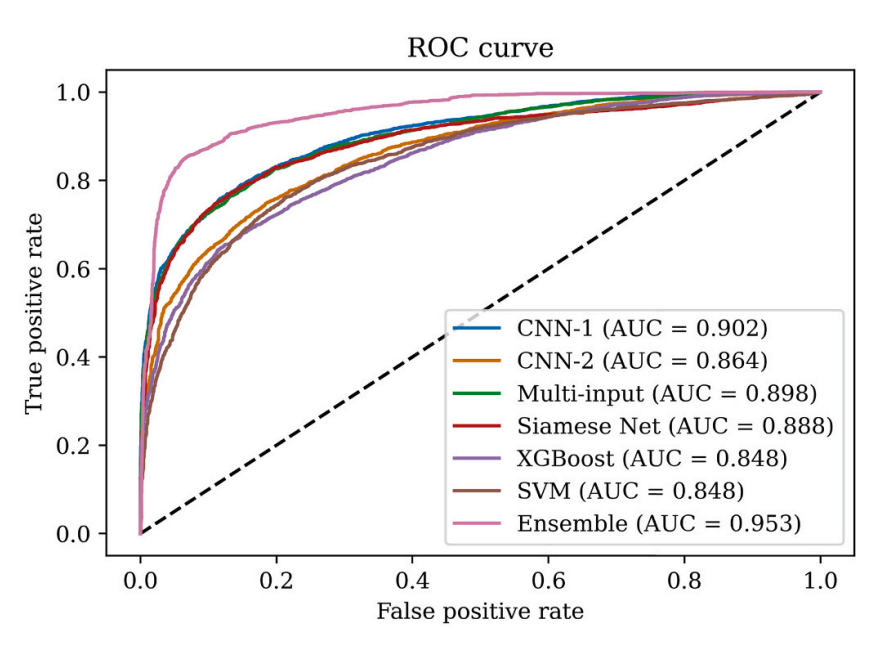 ROC curve
1.0
0.8
0.6
0.4
0.2
0.0
True positive rate
CNN-1 (AUC = 0.902)
CNN-2 (AUC = 0.864)
Multi-input (AUC = 0.898)
Siamese Net (AUC = 0.888)
XGBoost (AUC = 0.848)
SVM (AUC = 0.848)
Ensemble (AUC = 0.953)
0.0 0.2 0.4 0.6 0.8 1.0
False positive rate